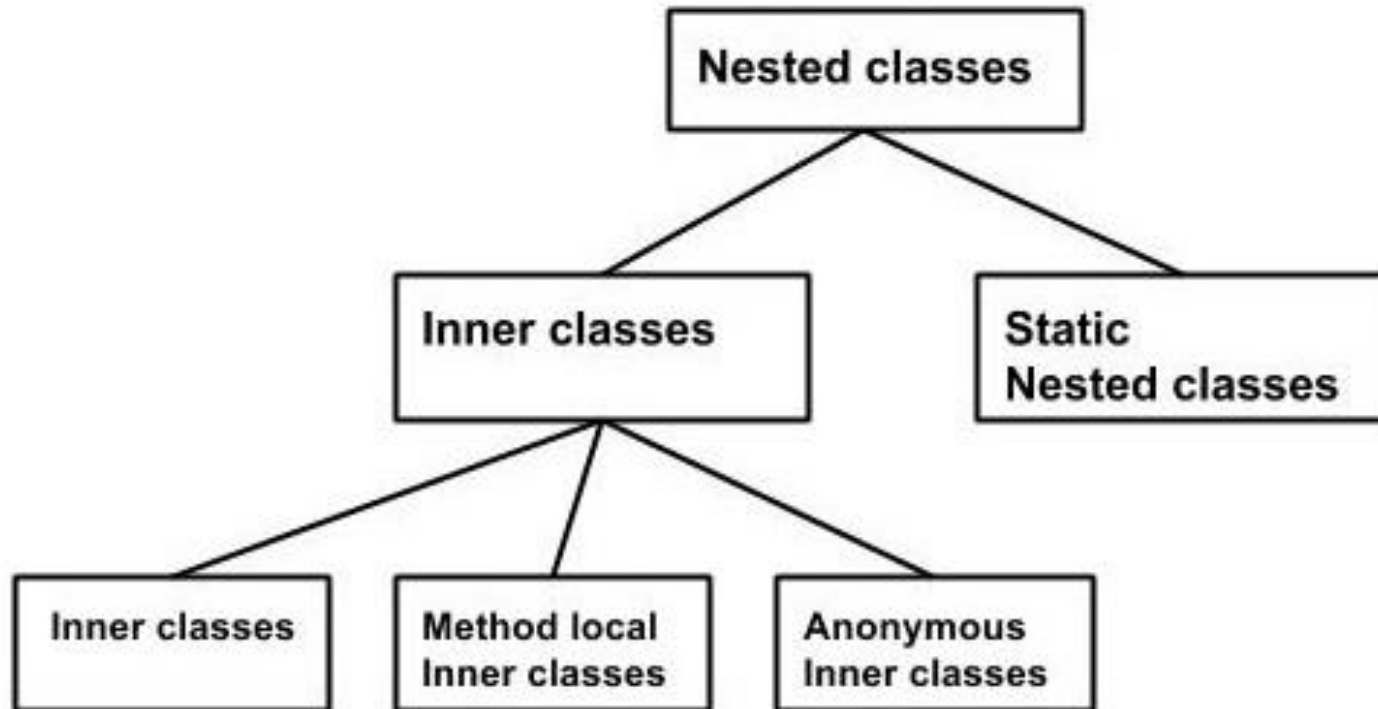 Nested classes
Inner classes
Static
Nested classes
Inner classes
Method local
Inner classes
Anonymous
Inner classes